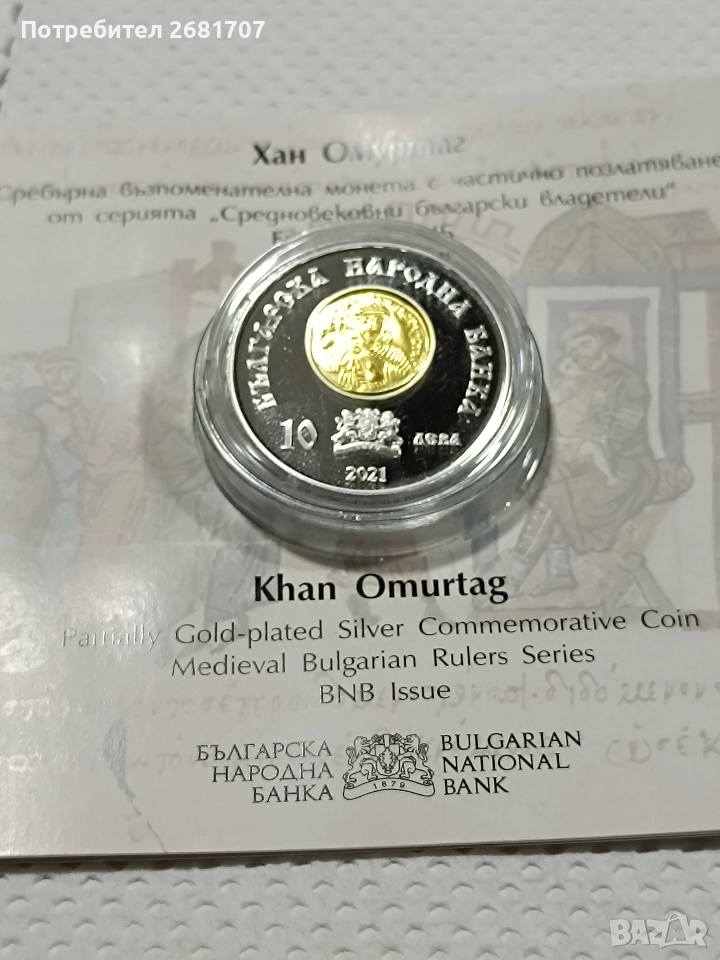 Потребител 2681707
Хан Омуртаг
Сребърна възпоменателна монета с частично позлатяване
от серията „Средновековни български владетели“
БЪЛГАРСКА НАРОДНА БАНКА
10 лева
2021
Khan Omurtag
Partially Gold-plated Silver Commemorative Coin
Medieval Bulgarian Rulers Series
BNB Issue
БЪЛГАРСКА
НАРОДНА
БАНКА
1879
BULGARIAN
NATIONAL
BANK
BAZAR